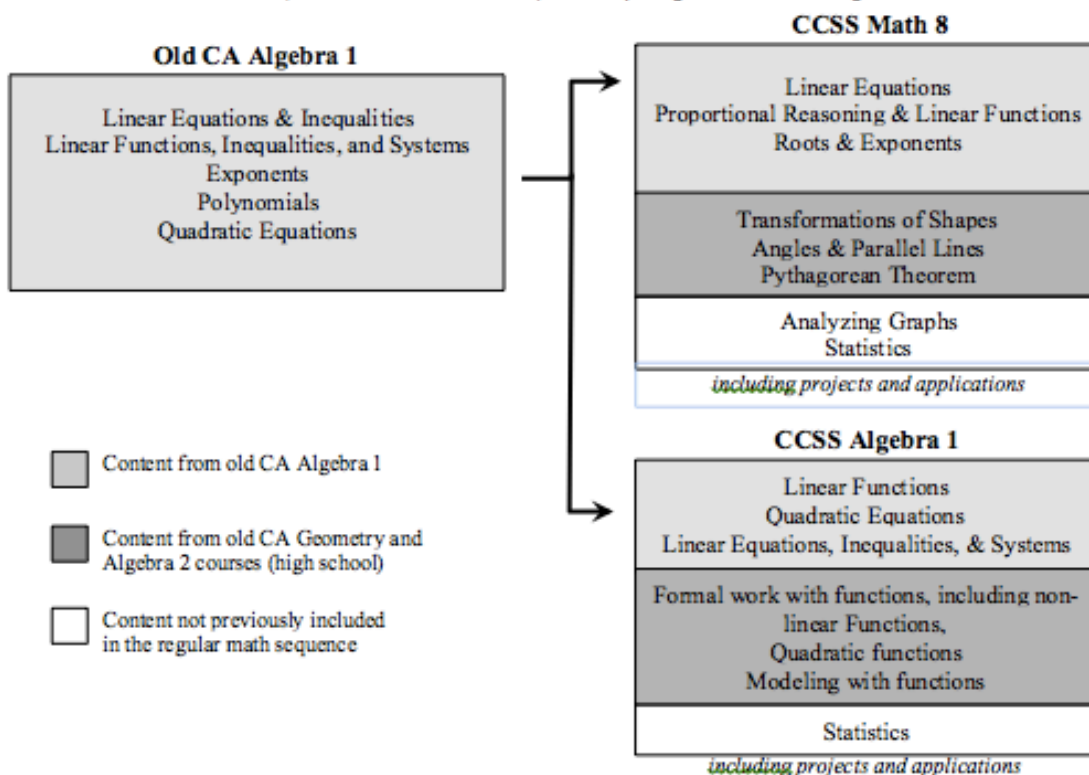 Old CA Algebra 1
Linear Equations & Inequalities
Linear Functions, Inequalities, and Systems
Exponents
Polynomials
Quadratic Equations
CCSS Math 8
Linear Equations
Proportional Reasoning & Linear Functions
Roots & Exponents
Transformations of Shapes
Angles & Parallel Lines
Pythagorean Theorem
Analyzing Graphs
Statistics
including projects and applications
Content from old CA Algebra 1
Content from old CA Geometry and
Algebra 2 courses (high school)
Content not previously included
in the regular math sequence
CCSS Algebra 1
Linear Functions
Quadratic Equations
Linear Equations, Inequalities, & Systems
Formal work with functions, including non-
linear Functions,
Quadratic functions
Modeling with functions
Statistics
including projects and applications